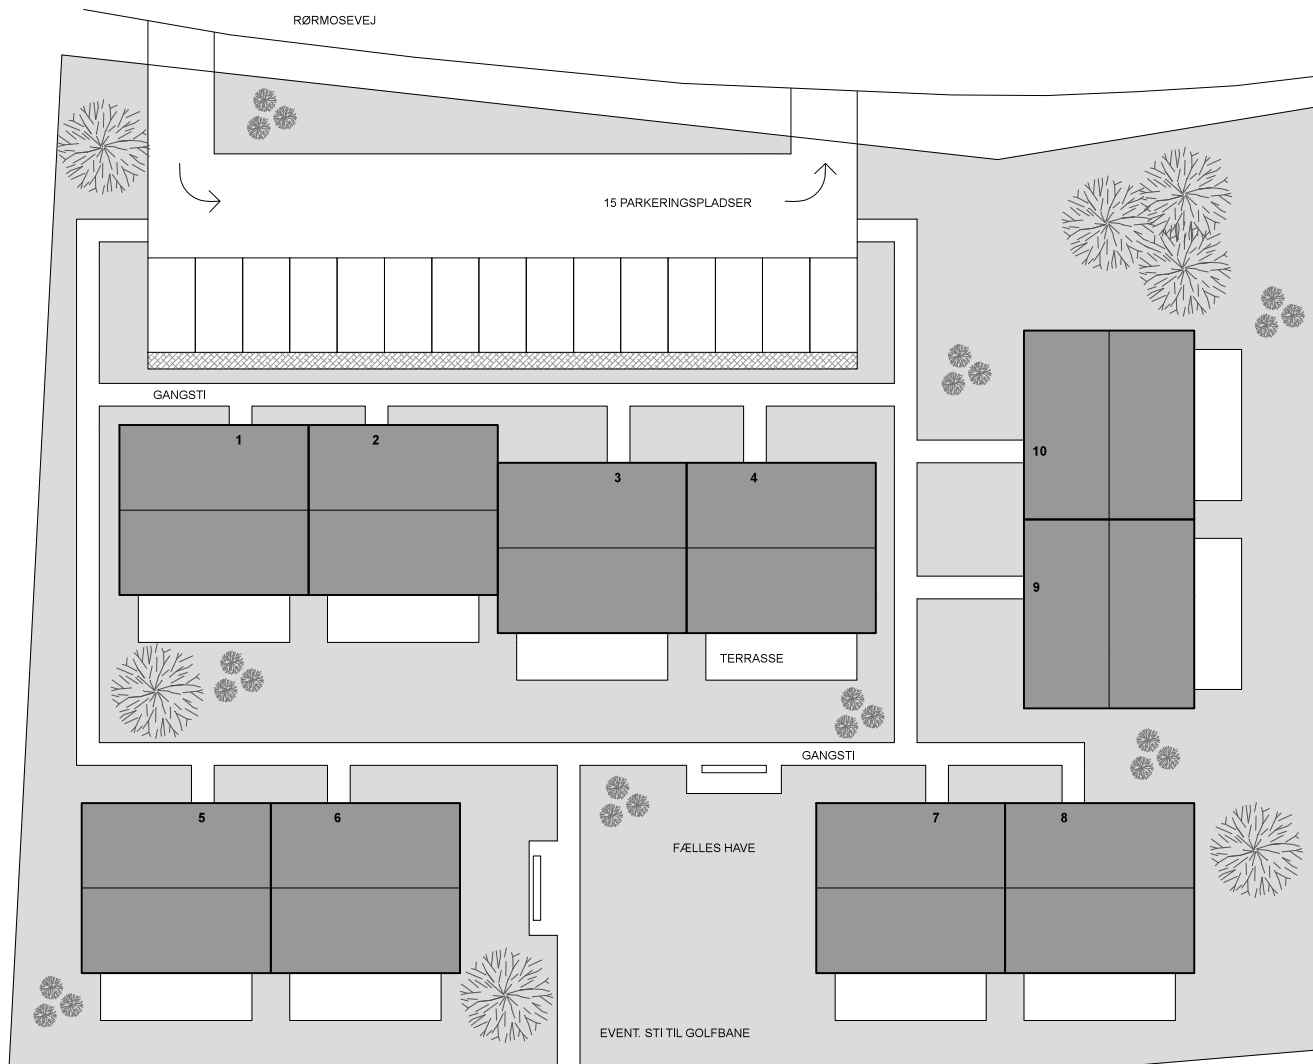 RØRMOSEVEJ
15 PARKERINGSPLADSER
GANGSTI
1
2
3
4
10
9
TERRASSE
GANGSTI
5
6
7
8
FÆLLES HAVE
EVENT. STI TIL GOLFBANE